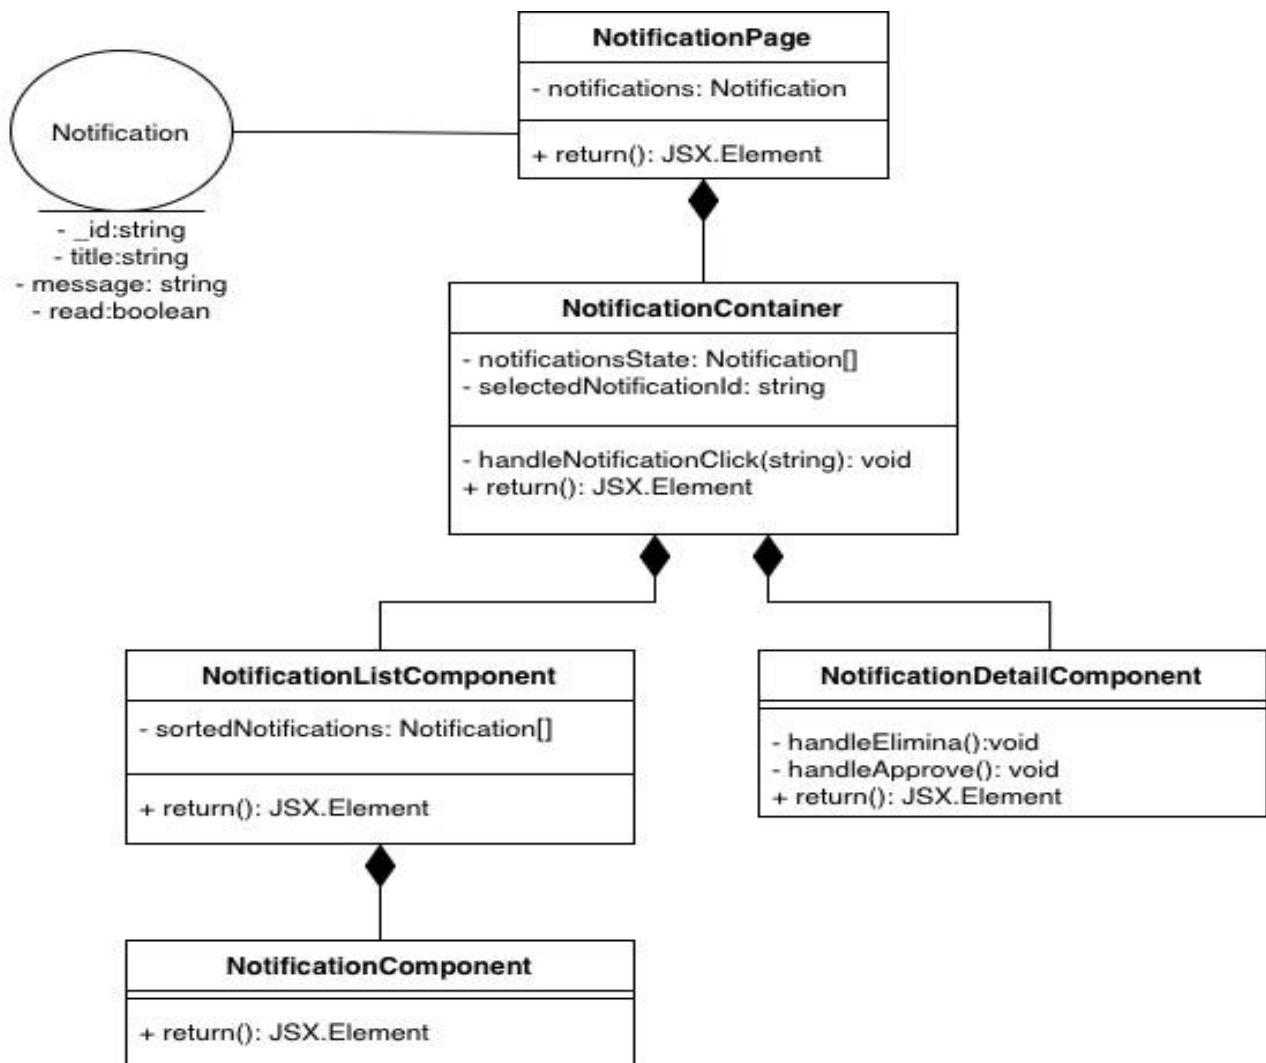 NotificationPage
- notifications: Notification
+ return(): JSX.Element
Notification
- _id:string
- title:string
- message: string
- read:boolean
NotificationContainer
- notificationsState: Notification[]
- selectedNotificationId: string
- handleNotificationClick(string): void
+ return(): JSX.Element
NotificationListComponent
- sortedNotifications: Notification[]
+ return(): JSX.Element
NotificationDetailComponent
- handleElimina():void
- handleApprove(): void
+ return(): JSX.Element
NotificationComponent
+ return(): JSX.Element